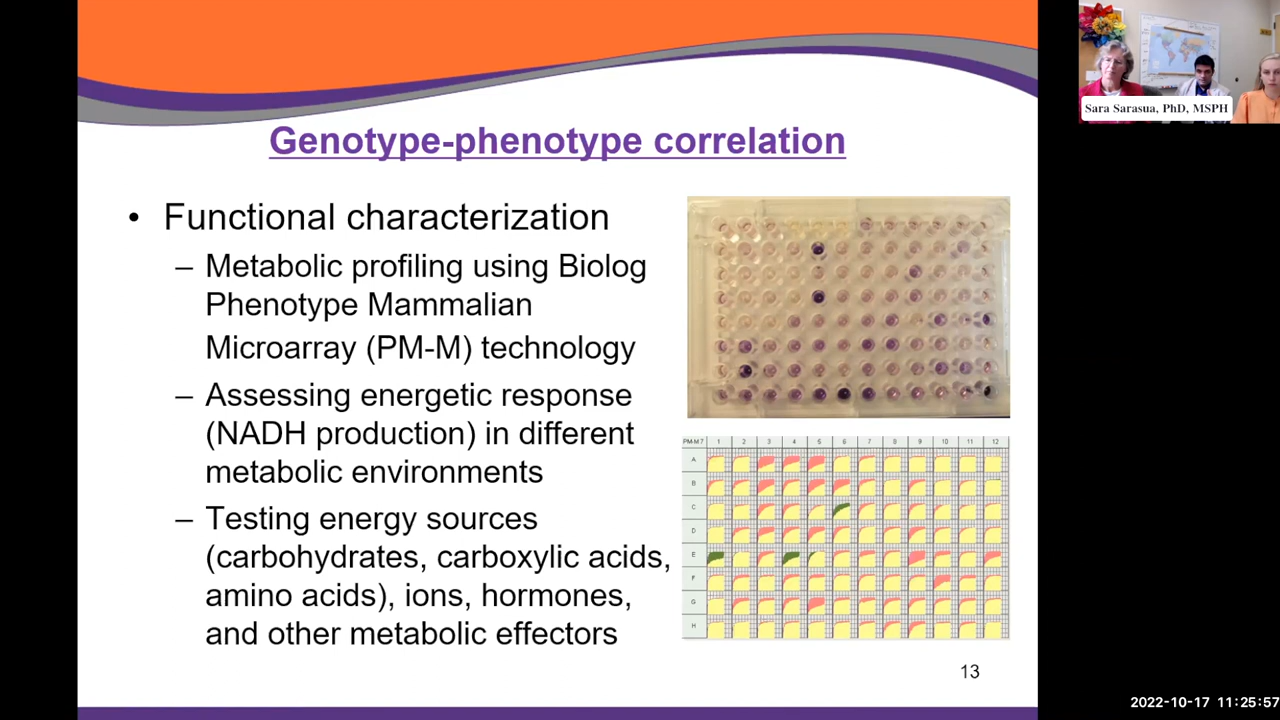 Sara Sarasua, PhD, MSPH
Genotype-phenotype correlation
• Functional characterization
– Metabolic profiling using Biolog
Phenotype Mammalian
Microarray (PM-M) technology
– Assessing energetic response
(NADH production) in different
metabolic environments
– Testing energy sources
(carbohydrates, carboxylic acids,
amino acids), ions, hormones,
and other metabolic effectors
PM-M 7 1 2 3 4 5 6 7 8 9 10 11 12
A
B
C
D
E
F
G
H
13
2022-10-17 11:25:57